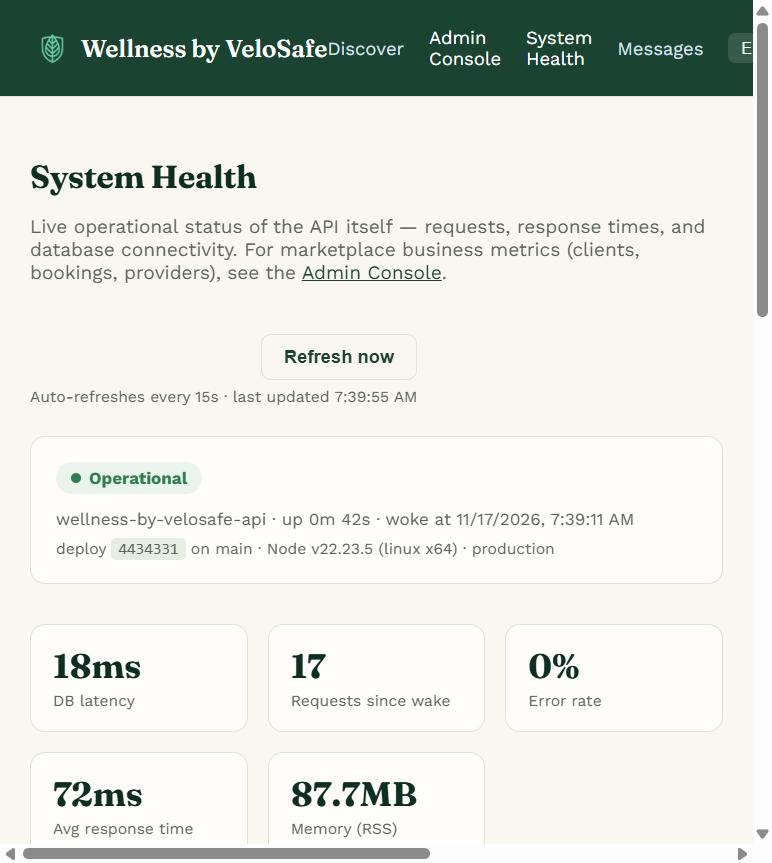 Wellness by VeloSafe
Discover
Admin Console
System Health
Messages
E
System Health
Live operational status of the API itself — requests, response times, and
database connectivity. For marketplace business metrics (clients,
bookings, providers), see the Admin Console.
Refresh now
Auto-refreshes every 15s · last updated 7:39:55 AM
Operational
wellness-by-velosafe-api · up 0m 42s · woke at 11/17/2026, 7:39:11 AM
deploy 4434331 on main · Node v22.23.5 (linux x64) · production
18ms
DB latency
17
Requests since wake
0%
Error rate
72ms
Avg response time
87.7MB
Memory (RSS)